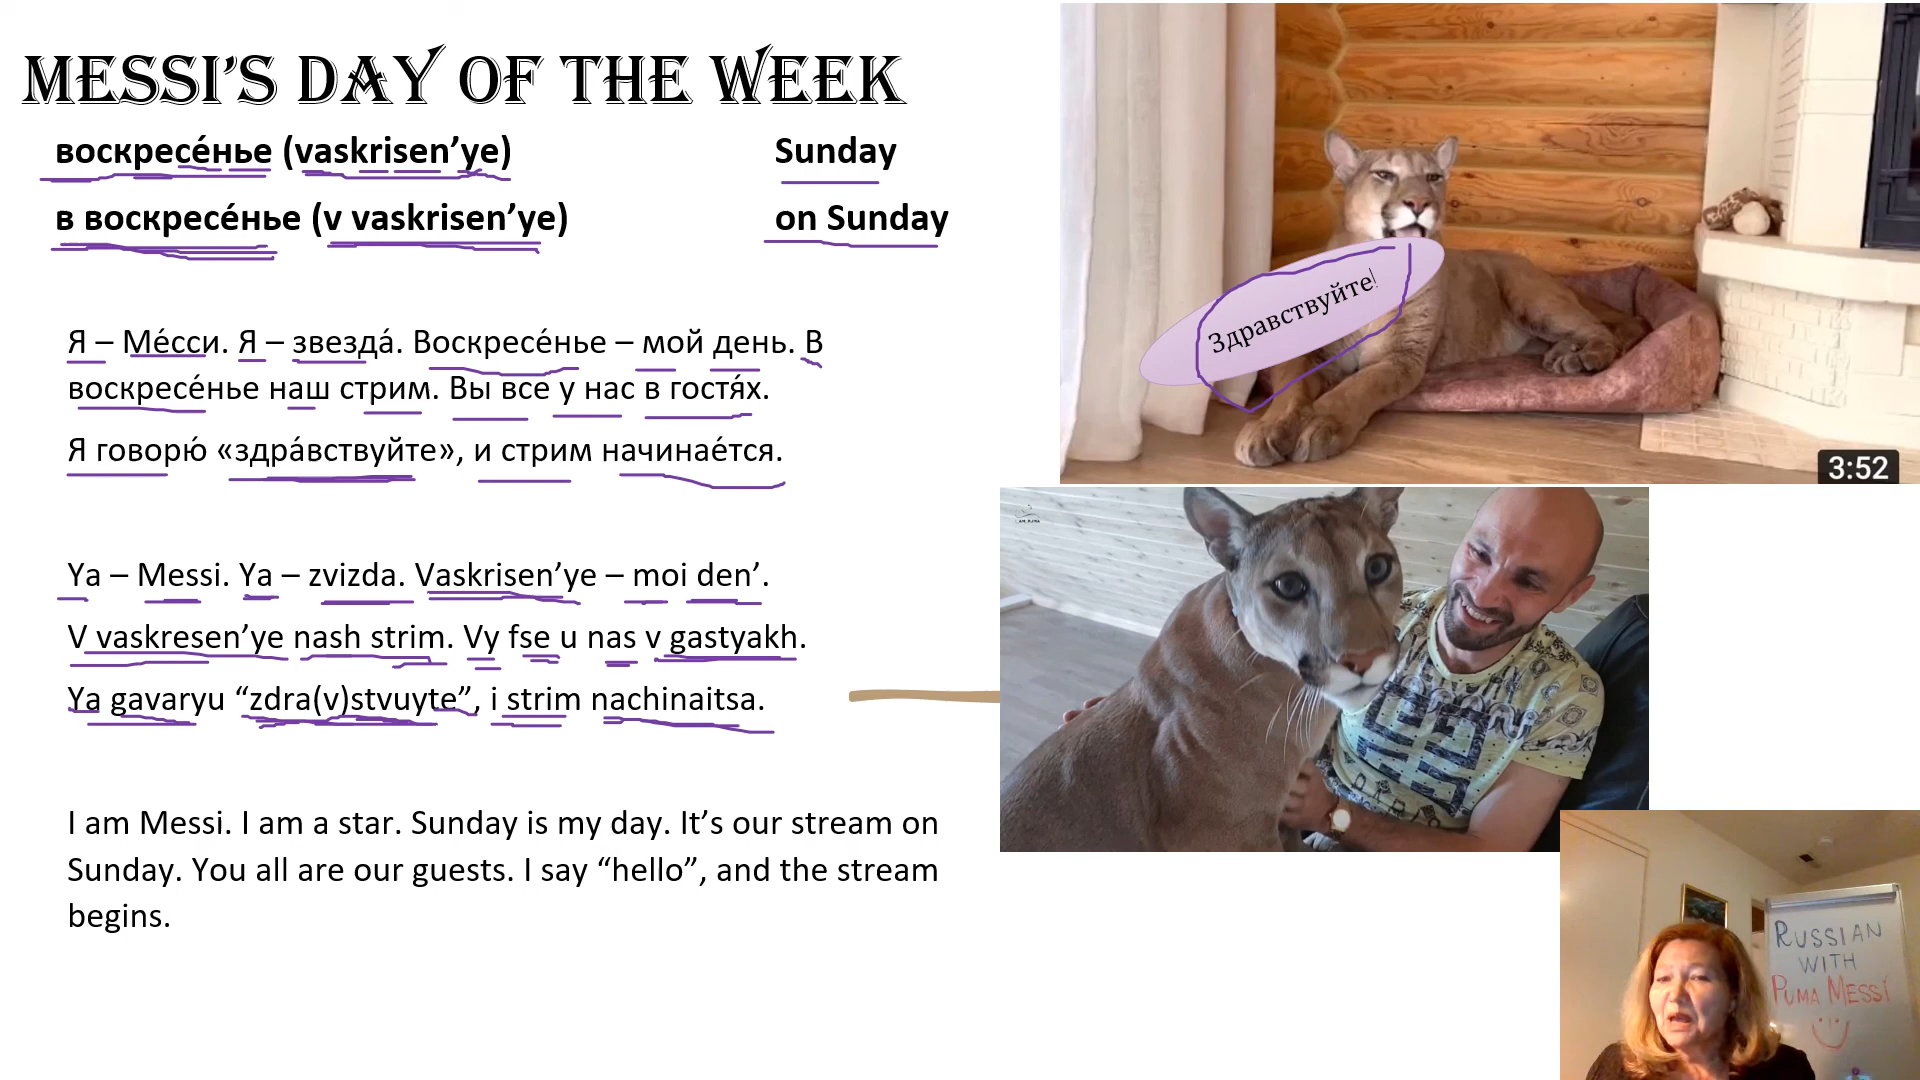 MESSI'S DAY OF THE WEEK
воскресе́нье (vaskrisen’ye) Sunday
в воскресе́нье (v vaskrisen’ye) on Sunday
Я – Ме́сси. Я – звезда́. Воскресе́нье – мой день. В
воскресе́нье наш стрим. Вы все у нас в гостя́х.
Я говорю́ «здра́вствуйте», и стрим начинае́тся.
Ya – Messi. Ya – zvizda. Vaskrisen’ye – moi den’.
V vaskresen’ye nash strim. Vy fse u nas v gastyakh.
Ya gavaryu “zdra(v)stvuyte”, i strim nachinaitsa.
I am Messi. I am a star. Sunday is my day. It’s our stream on
Sunday. You all are our guests. I say “hello”, and the stream
begins.
Здравствуйте!
3:52
I_AM_PUMA
RUSSIAN
WITH
PUMA MESSI